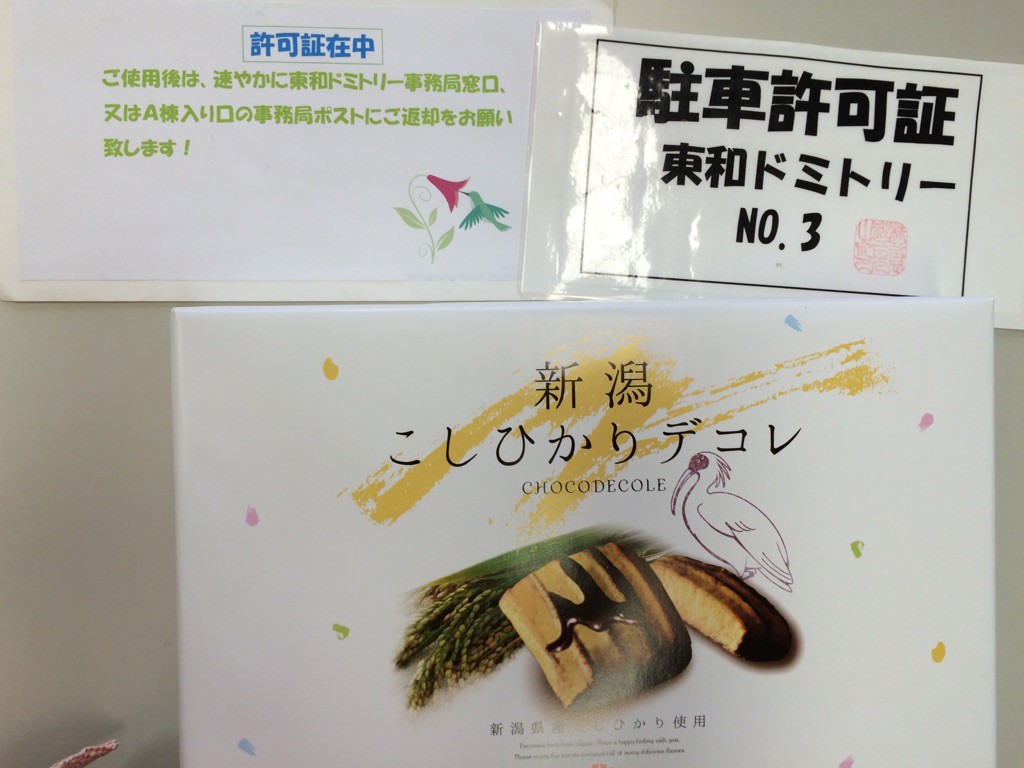 許可証在中
ご使用後は、速やかに東和ドミトリー事務局窓口、
又はA棟入り口の事務局ポストにご返却をお願い
致します！
駐車許可証
東和ドミトリー
NO. 3
新潟
こしひかりデコレ
CHOCODECOLE
新潟県産こしひかり使用